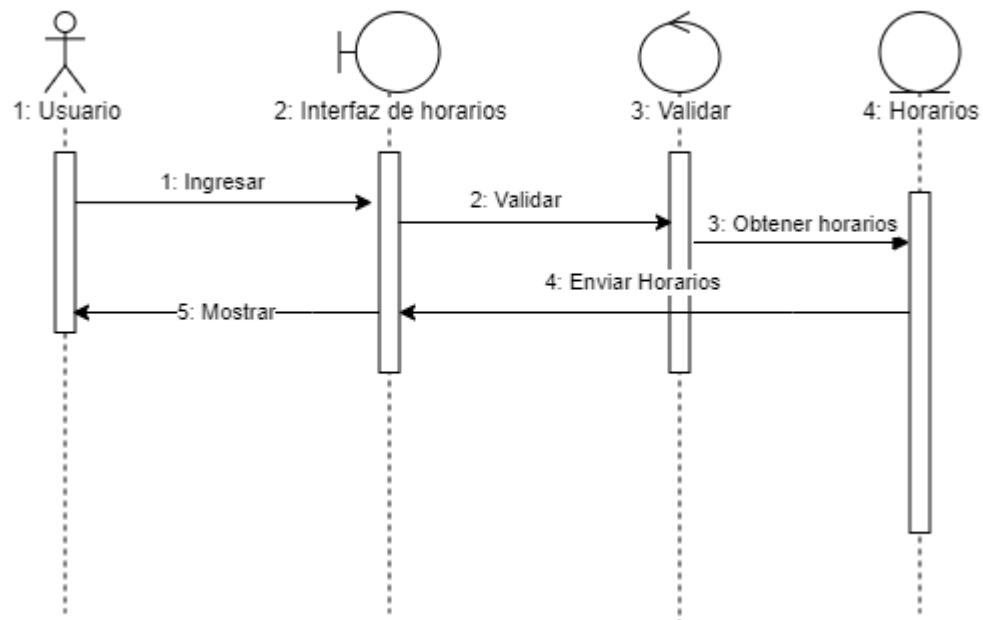 1: Usuario
2: Interfaz de horarios
3: Validar
4: Horarios
1: Ingresar
2: Validar
3: Obtener horarios
4: Enviar Horarios
5: Mostrar